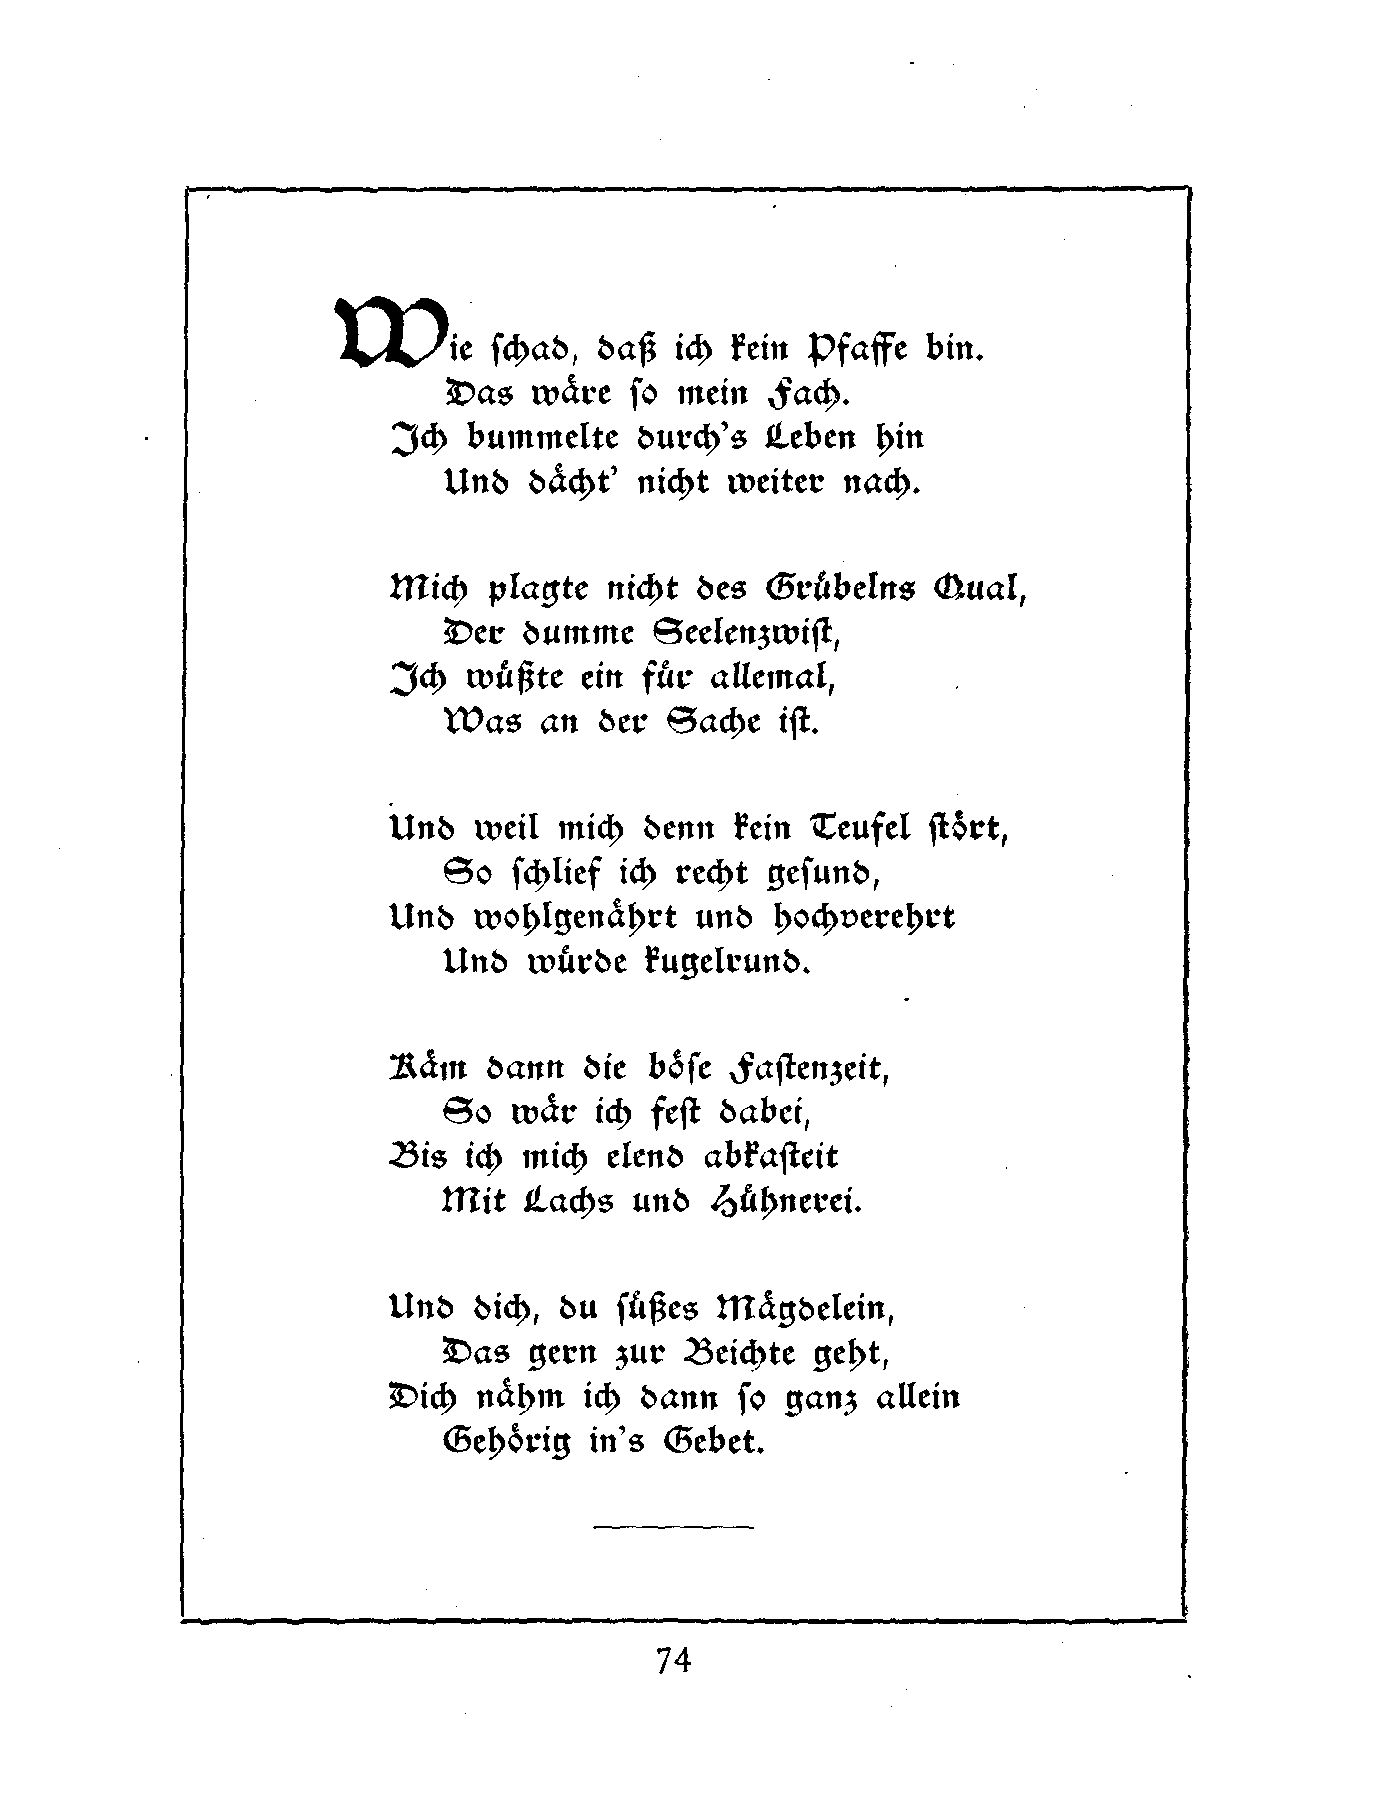 Wie schad, daß ich kein Pfaffe bin.
Das wäre so mein Fach.
Ich bummelte durch's Leben hin
Und dächt' nicht weiter nach.
Mich plagte nicht des Grübelns Qual,
Der dumme Seelenzwist,
Ich wüßte ein für allemal,
Was an der Sache ist.
Und weil mich denn kein Teufel stört,
So schlief ich recht gesund,
Und wohlgenährt und hochverehrt
Und würde kugelrund.
Käm dann die böse Fastenzeit,
So wär ich fest dabei,
Bis ich mich elend abkasteit
Mit Lachs und Hühnerei.
Und dich, du süßes Mägdelein,
Das gern zur Beichte geht,
Dich nähm ich dann so ganz allein
Gehörig in's Gebet.
74